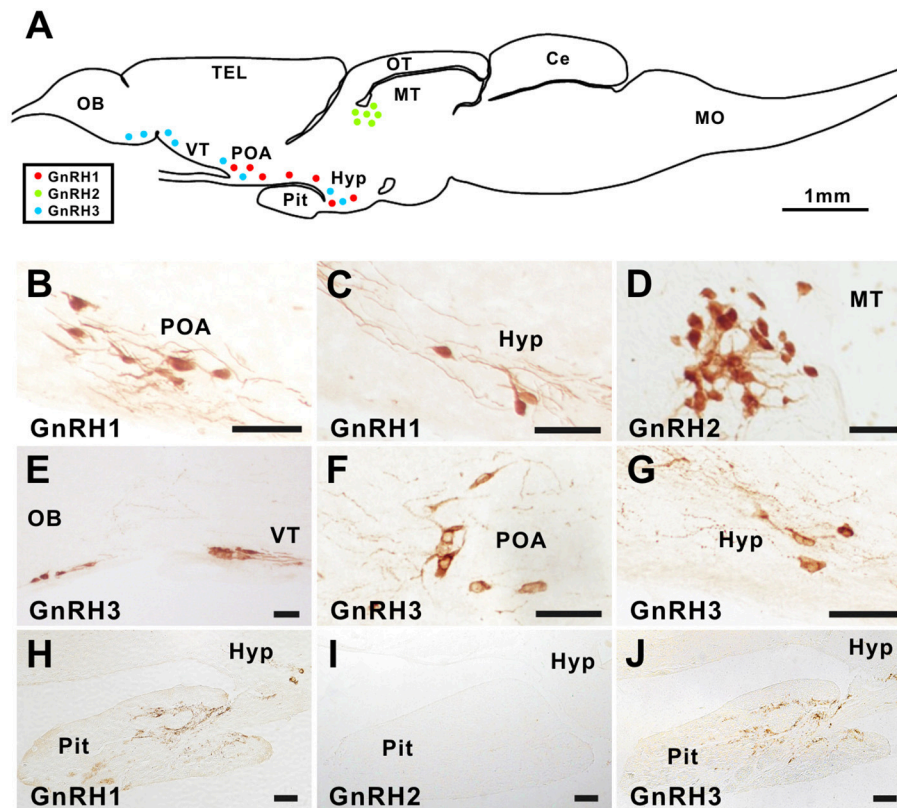 A
TEL
OT
Ce
OB
MT
MO
VT
POA
Hyp
Pit
GnRH1
GnRH2
GnRH3
1mm
B
POA
GnRH1
C
Hyp
GnRH1
D
MT
GnRH2
E
OB
VT
GnRH3
F
POA
GnRH3
G
Hyp
GnRH3
H
Hyp
Pit
GnRH1
I
Hyp
Pit
GnRH2
J
Hyp
Pit
GnRH3